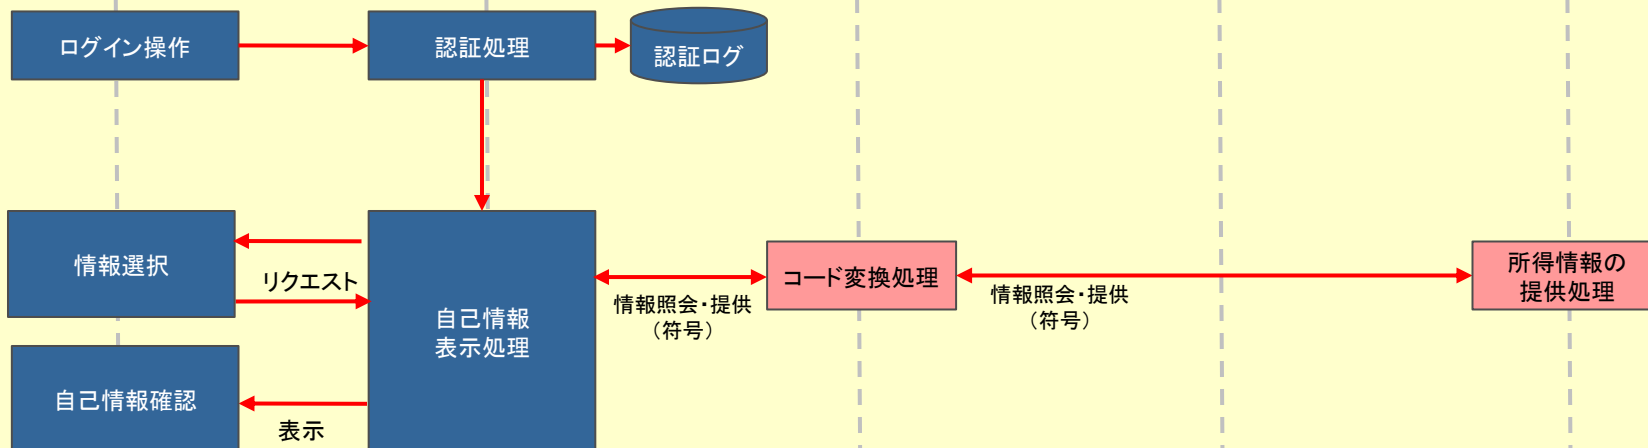 ログイン操作
認証処理
認証ログ
情報選択
リクエスト
自己情報
表示処理
情報照会・提供
（符号）
コード変換処理
情報照会・提供
（符号）
所得情報の
提供処理
自己情報確認
表示